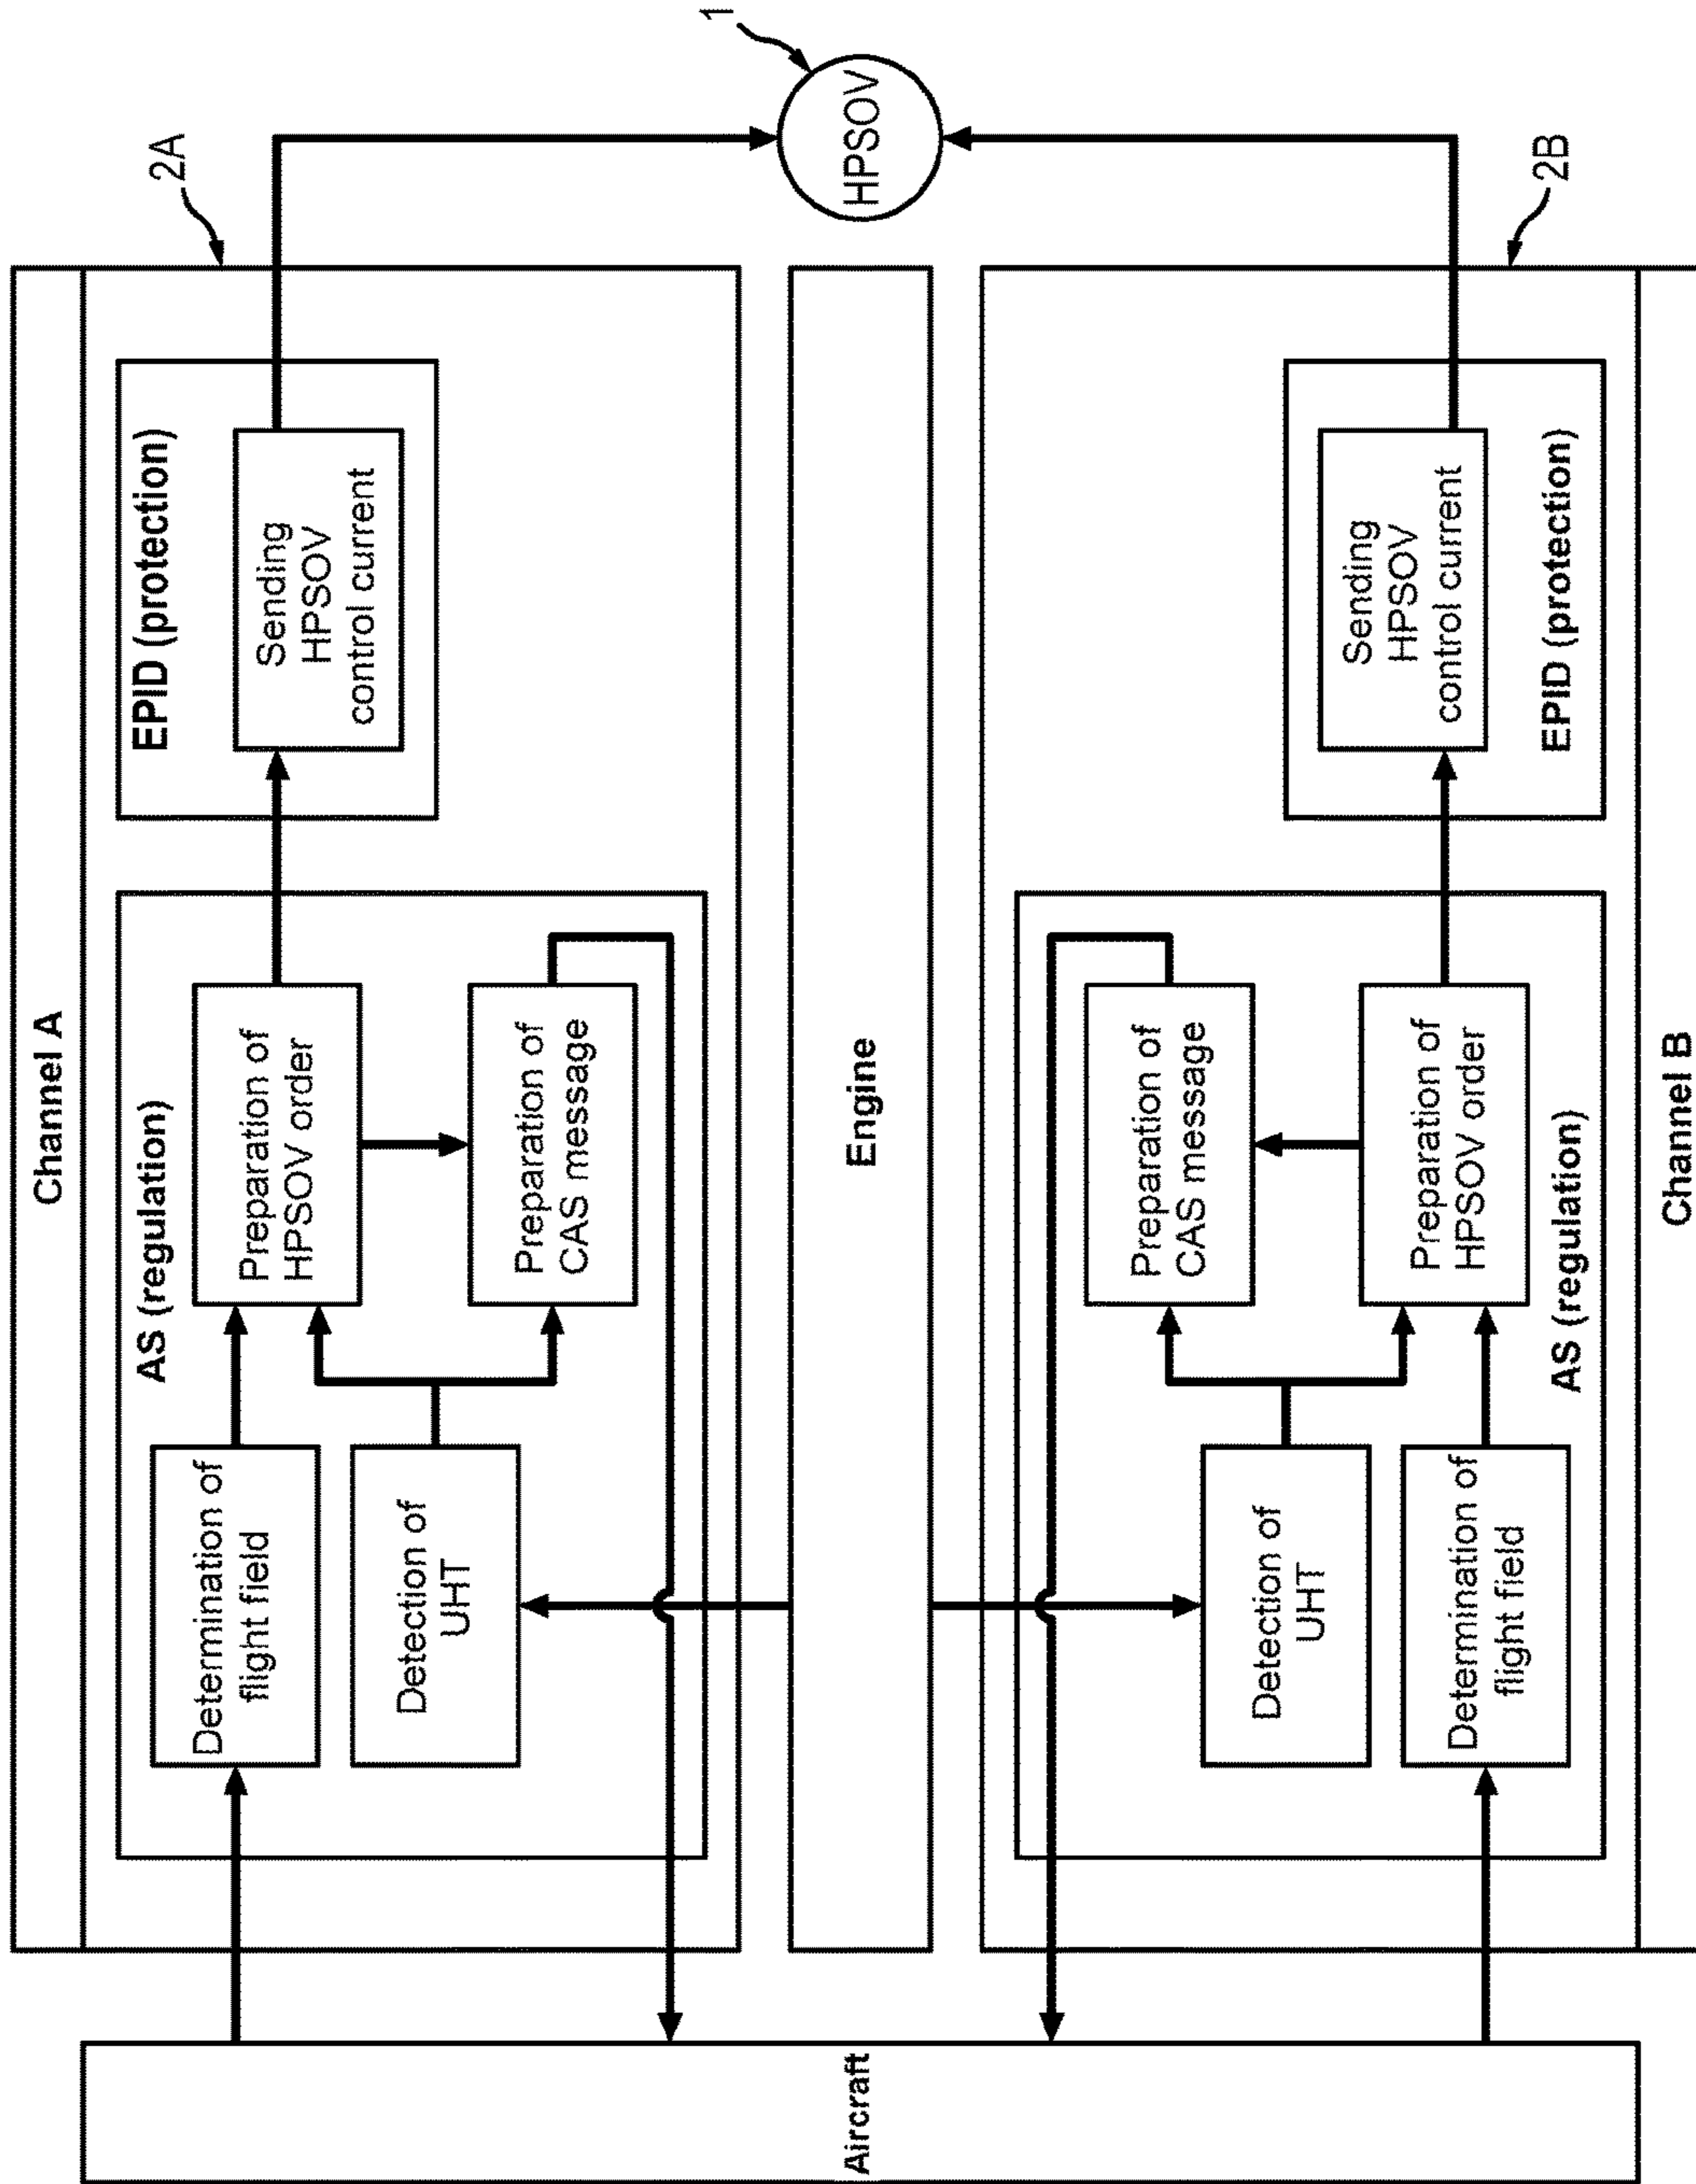 Channel A
2A
AS (regulation)
EPID (protection)
Determination of
flight field
Preparation of
HPSOV order
Sending
HPSOV
control current
Detection of
UHT
Preparation of
CAS message
Aircraft
Engine
HPSOV
1
Detection of
UHT
Preparation of
CAS message
Determination of
flight field
Preparation of
HPSOV order
Sending
HPSOV
control current
AS (regulation)
EPID (protection)
2B
Channel B